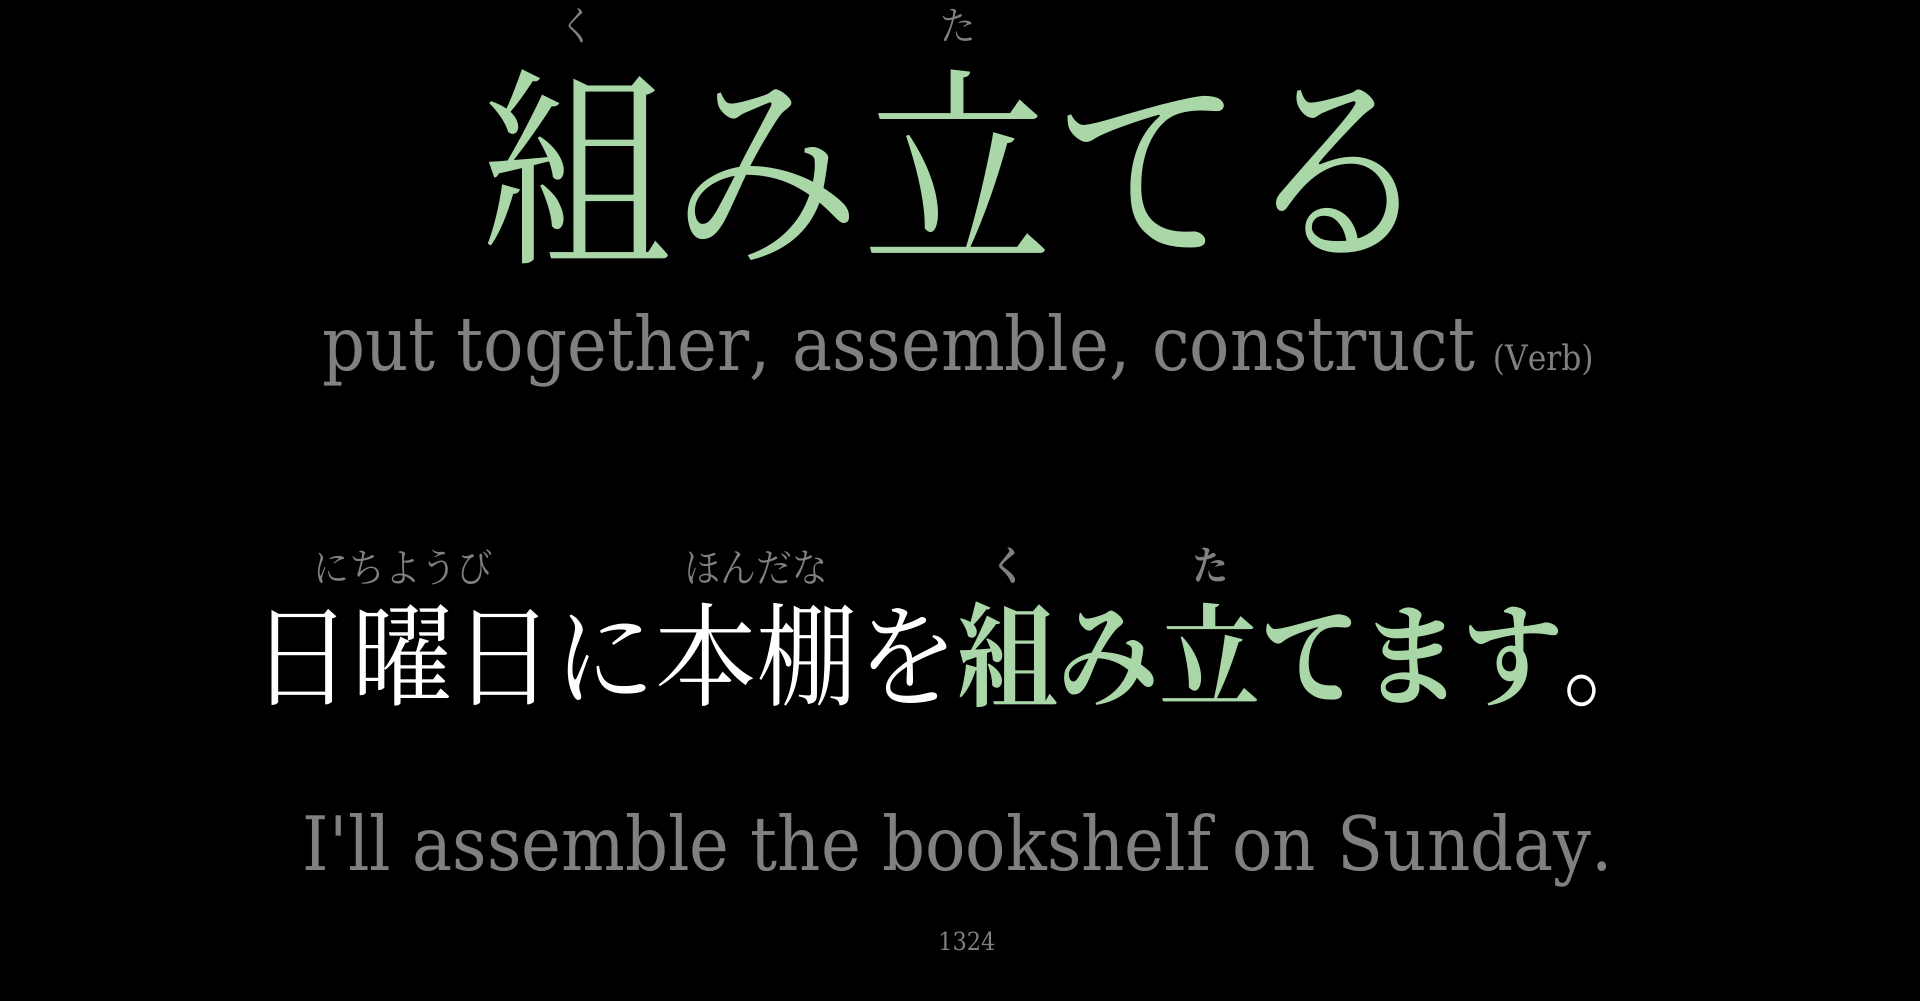 く た
組み立てる
put together, assemble, construct (Verb)
にちようび ほんだな く た
日曜日に本棚を組み立てます。
I'll assemble the bookshelf on Sunday.
1324